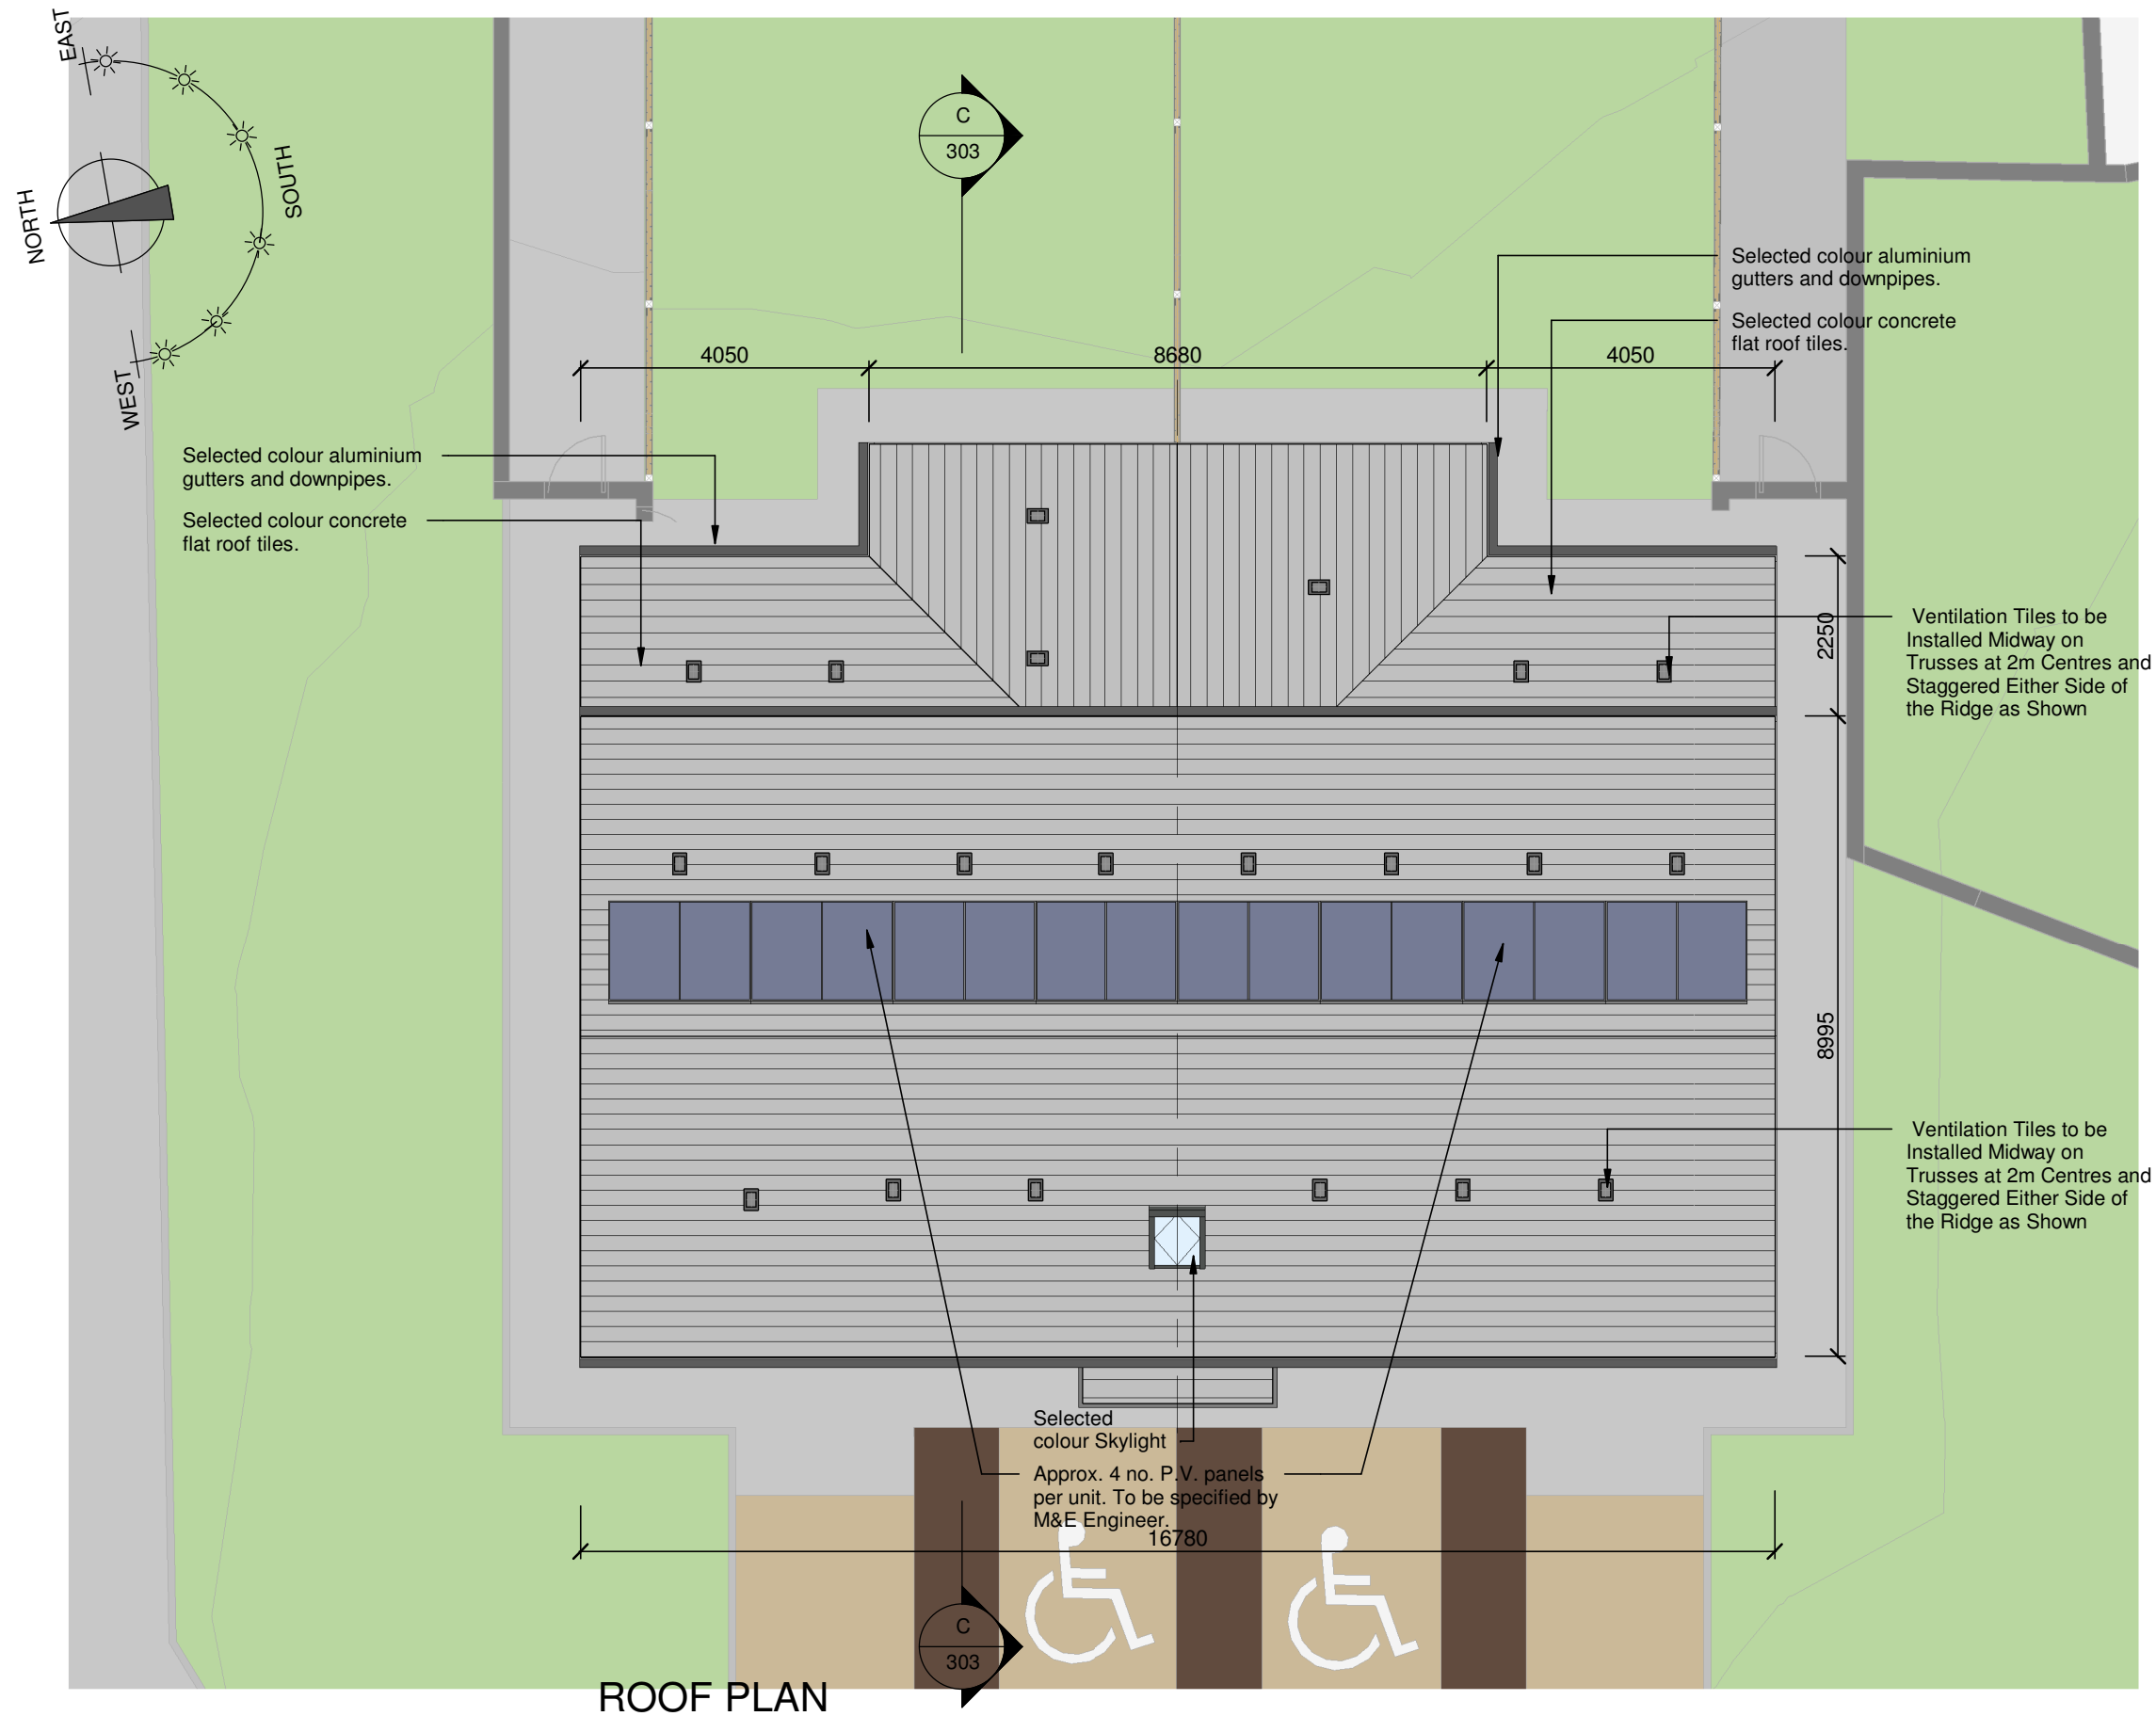 EAST
SOUTH
NORTH
WEST
C
303
Selected colour aluminium
gutters and downpipes.
Selected colour concrete
flat roof tiles.
4050
8680
4050
Selected colour aluminium
gutters and downpipes.
Selected colour concrete
flat roof tiles.
2250
Ventilation Tiles to be
Installed Midway on
Trusses at 2m Centres and
Staggered Either Side of
the Ridge as Shown
8995
Ventilation Tiles to be
Installed Midway on
Trusses at 2m Centres and
Staggered Either Side of
the Ridge as Shown
Selected
colour Skylight
Approx. 4 no. P.V. panels
per unit. To be specified by
M&E Engineer.
16780
C
303
ROOF PLAN